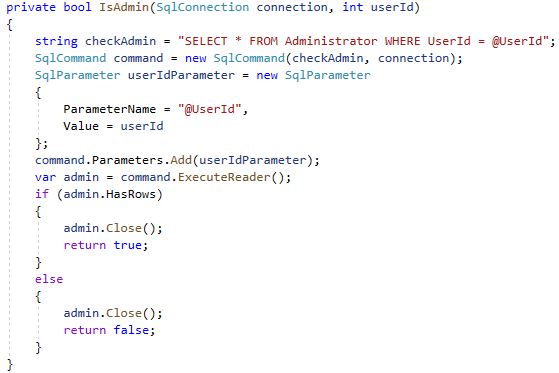 private bool IsAdmin(SqlConnection connection, int userId)
{
    string checkAdmin = "SELECT * FROM Administrator WHERE UserId = @UserId";
    SqlCommand command = new SqlCommand(checkAdmin, connection);
    SqlParameter userIdParameter = new SqlParameter
    {
        ParameterName = "@UserId",
        Value = userId
    };
    command.Parameters.Add(userIdParameter);
    var admin = command.ExecuteReader();
    if (admin.HasRows)
    {
        admin.Close();
        return true;
    }
    else
    {
        admin.Close();
        return false;
    }
}